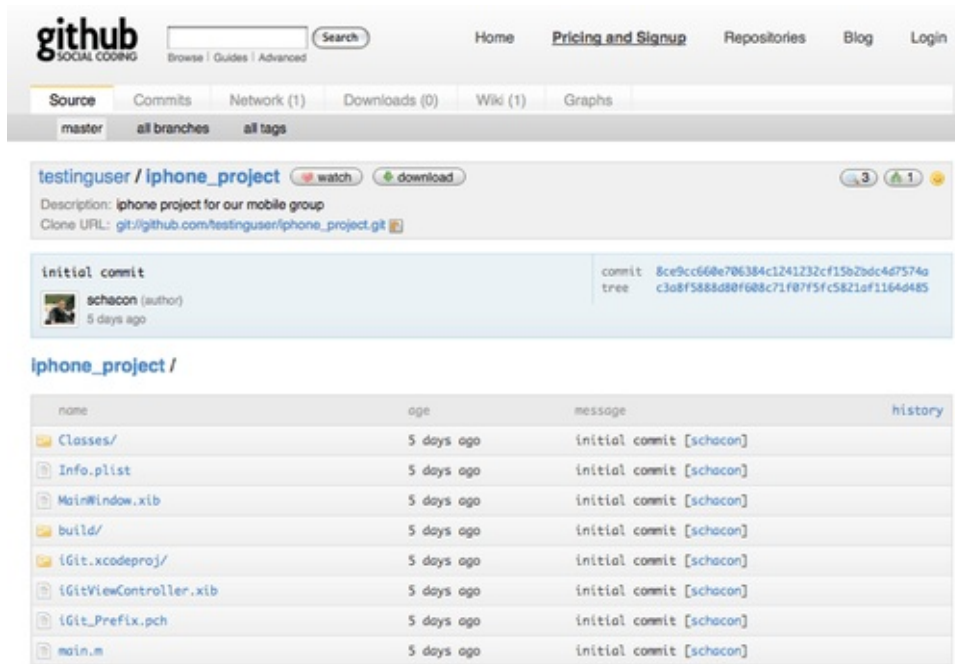 github
SOCIAL CODING
Search
Browse | Guides | Advanced
Home Pricing and Signup Repositories Blog Login
Source Commits Network (1) Downloads (0) Wiki (1) Graphs
master all branches all tags
testinguser / iphone_project watch download 3 1
Description: iphone project for our mobile group
Clone URL: git://github.com/testinguser/iphone_project.git
initial commit
commit 8ce9cc660e706384c1241232cf15b2bdc4d7574a
tree c3a8f5888d80f608c71f07f5fc5821af1164d485
schacon (author)
5 days ago
iphone_project /
name age message history
Classes/ 5 days ago initial commit [schacon]
Info.plist 5 days ago initial commit [schacon]
MainWindow.xib 5 days ago initial commit [schacon]
build/ 5 days ago initial commit [schacon]
iGit.xcodeproj/ 5 days ago initial commit [schacon]
iGitViewController.xib 5 days ago initial commit [schacon]
iGit_Prefix.pch 5 days ago initial commit [schacon]
main.m 5 days ago initial commit [schacon]